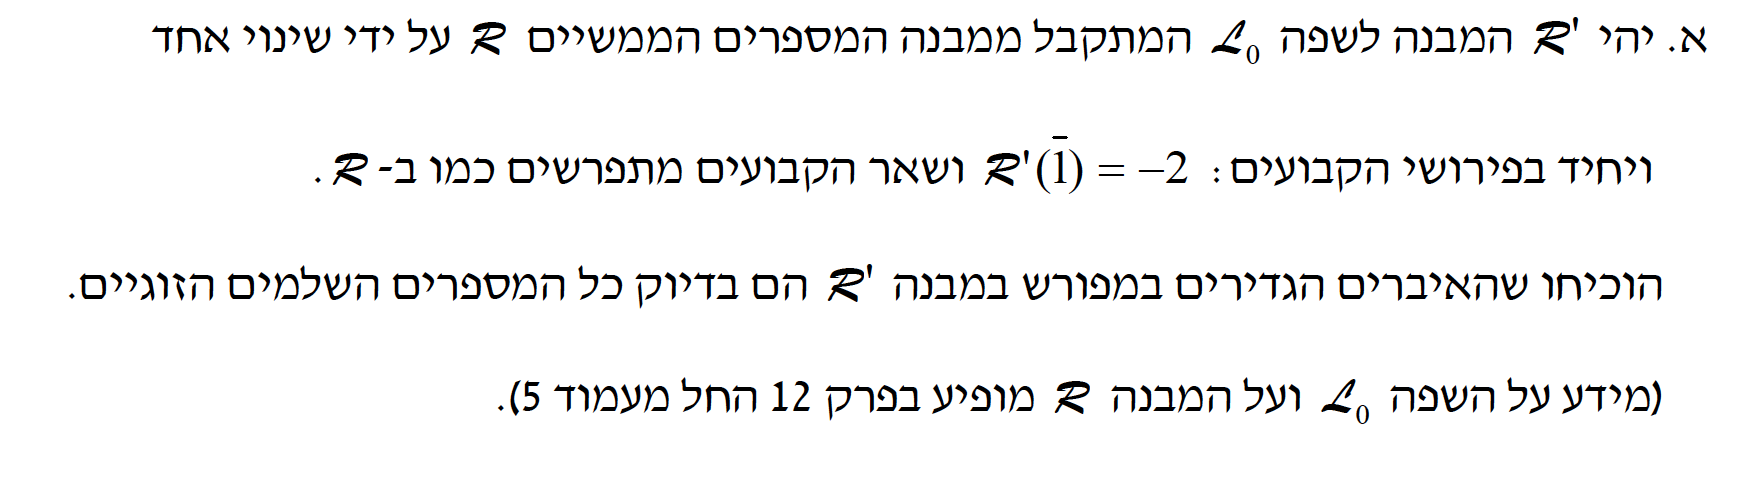 א. יהי ℛ' המבנה לשפה ℒ₀ המתקבל ממבנה המספרים הממשיים ℛ על ידי שינוי אחד
ויחיד בפירושי הקבועים: ℛ'(1̄) = −2 ושאר הקבועים מתפרשים כמו ב- ℛ.
הוכיחו שהאיברים הגדירים במפורש במבנה ℛ' הם בדיוק כל המספרים השלמים הזוגיים.
(מידע על השפה ℒ₀ ועל המבנה ℛ מופיע בפרק 12 החל מעמוד 5).